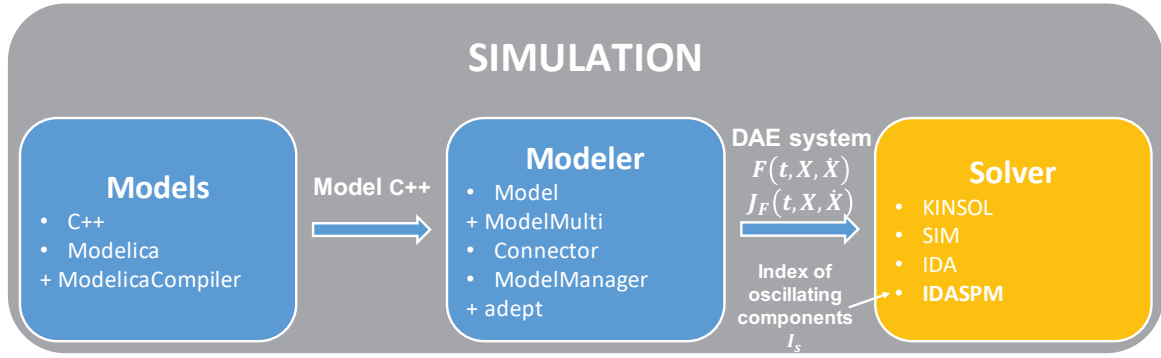 SIMULATION
Models
• C++
• Modelica
+ ModelicaCompiler
Model C++
Modeler
• Model
+ ModelMulti
• Connector
• ModelManager
+ adept
DAE system
F(t, X, Ẋ)
J_F(t, X, Ẋ)
Index of
oscillating
components
I_s
Solver
• KINSOL
• SIM
• IDA
• IDASPM